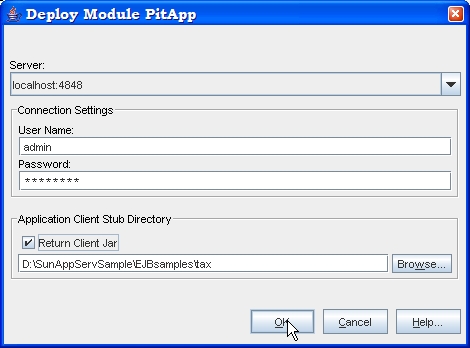 Deploy Module PitApp
Server:
localhost:4848
Connection Settings
User Name:
admin
Password:
********
Application Client Stub Directory
Return Client Jar
D:\SunAppServSample\EJBsamples\tax
Browse...
OK Cancel Help...